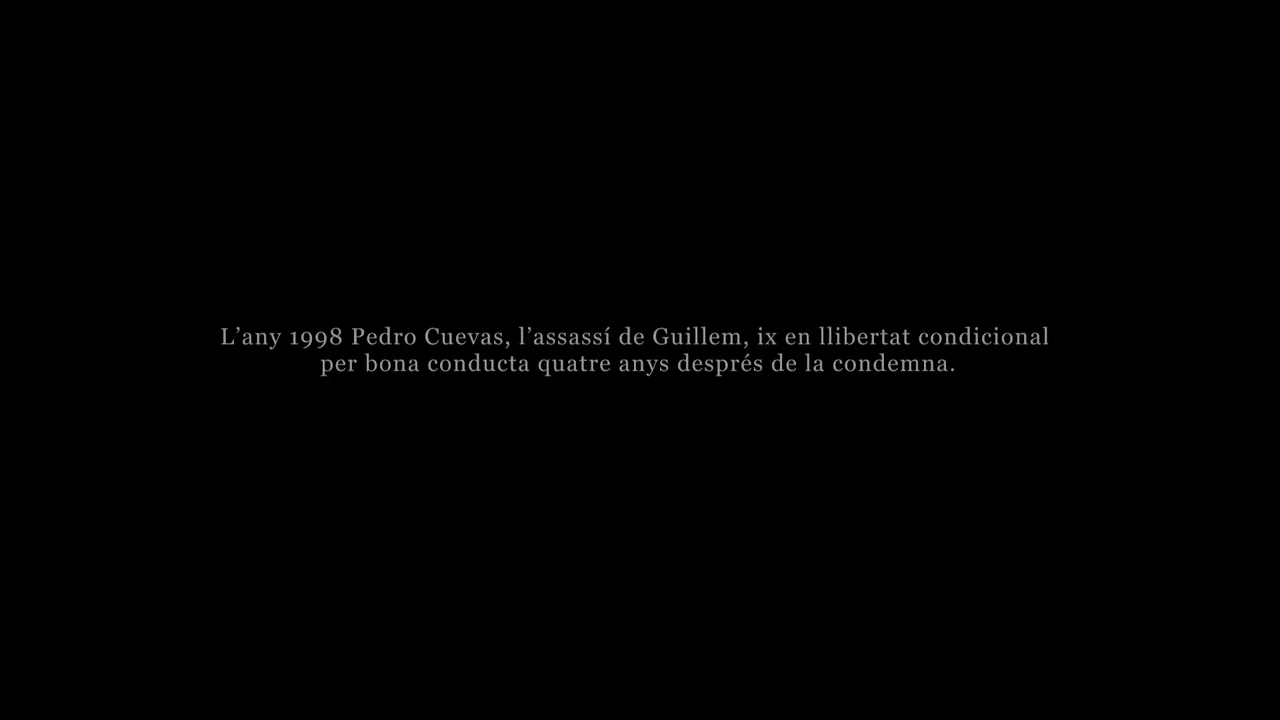 L’any 1998 Pedro Cuevas, l’assassí de Guillem, ix en llibertat condicional
per bona conducta quatre anys després de la condemna.